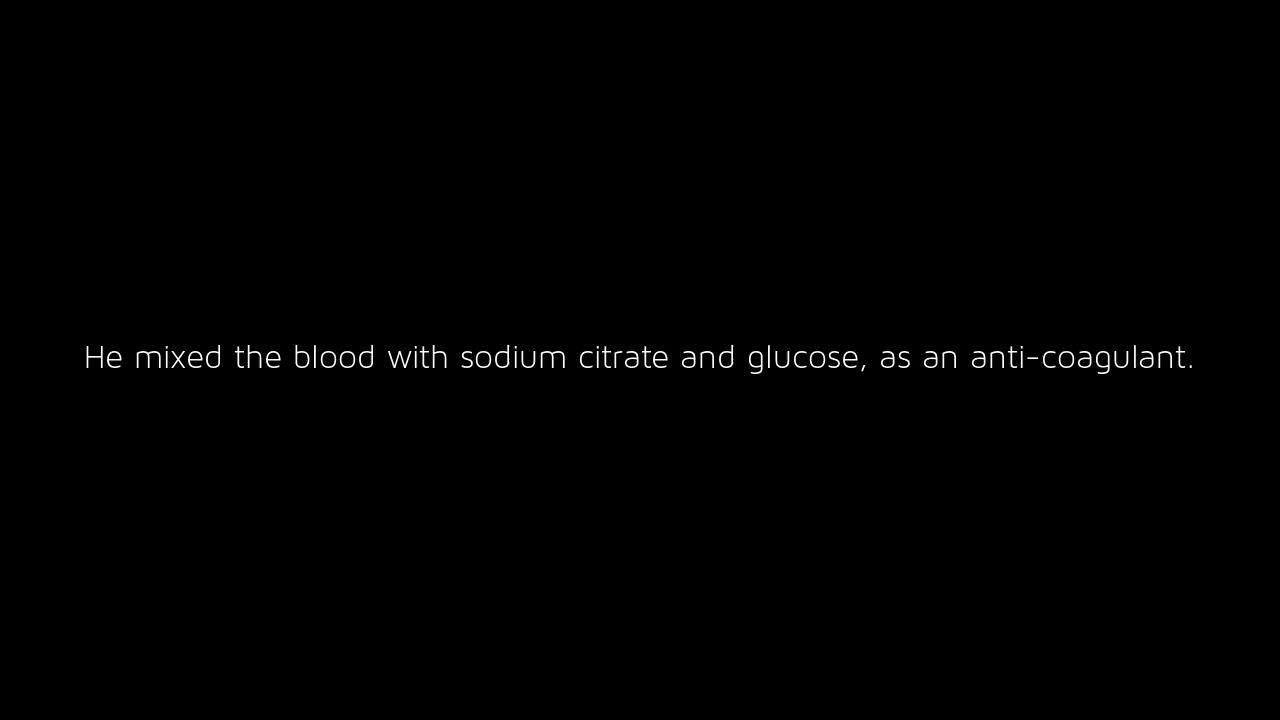 He mixed the blood with sodium citrate and glucose, as an anti-coagulant.